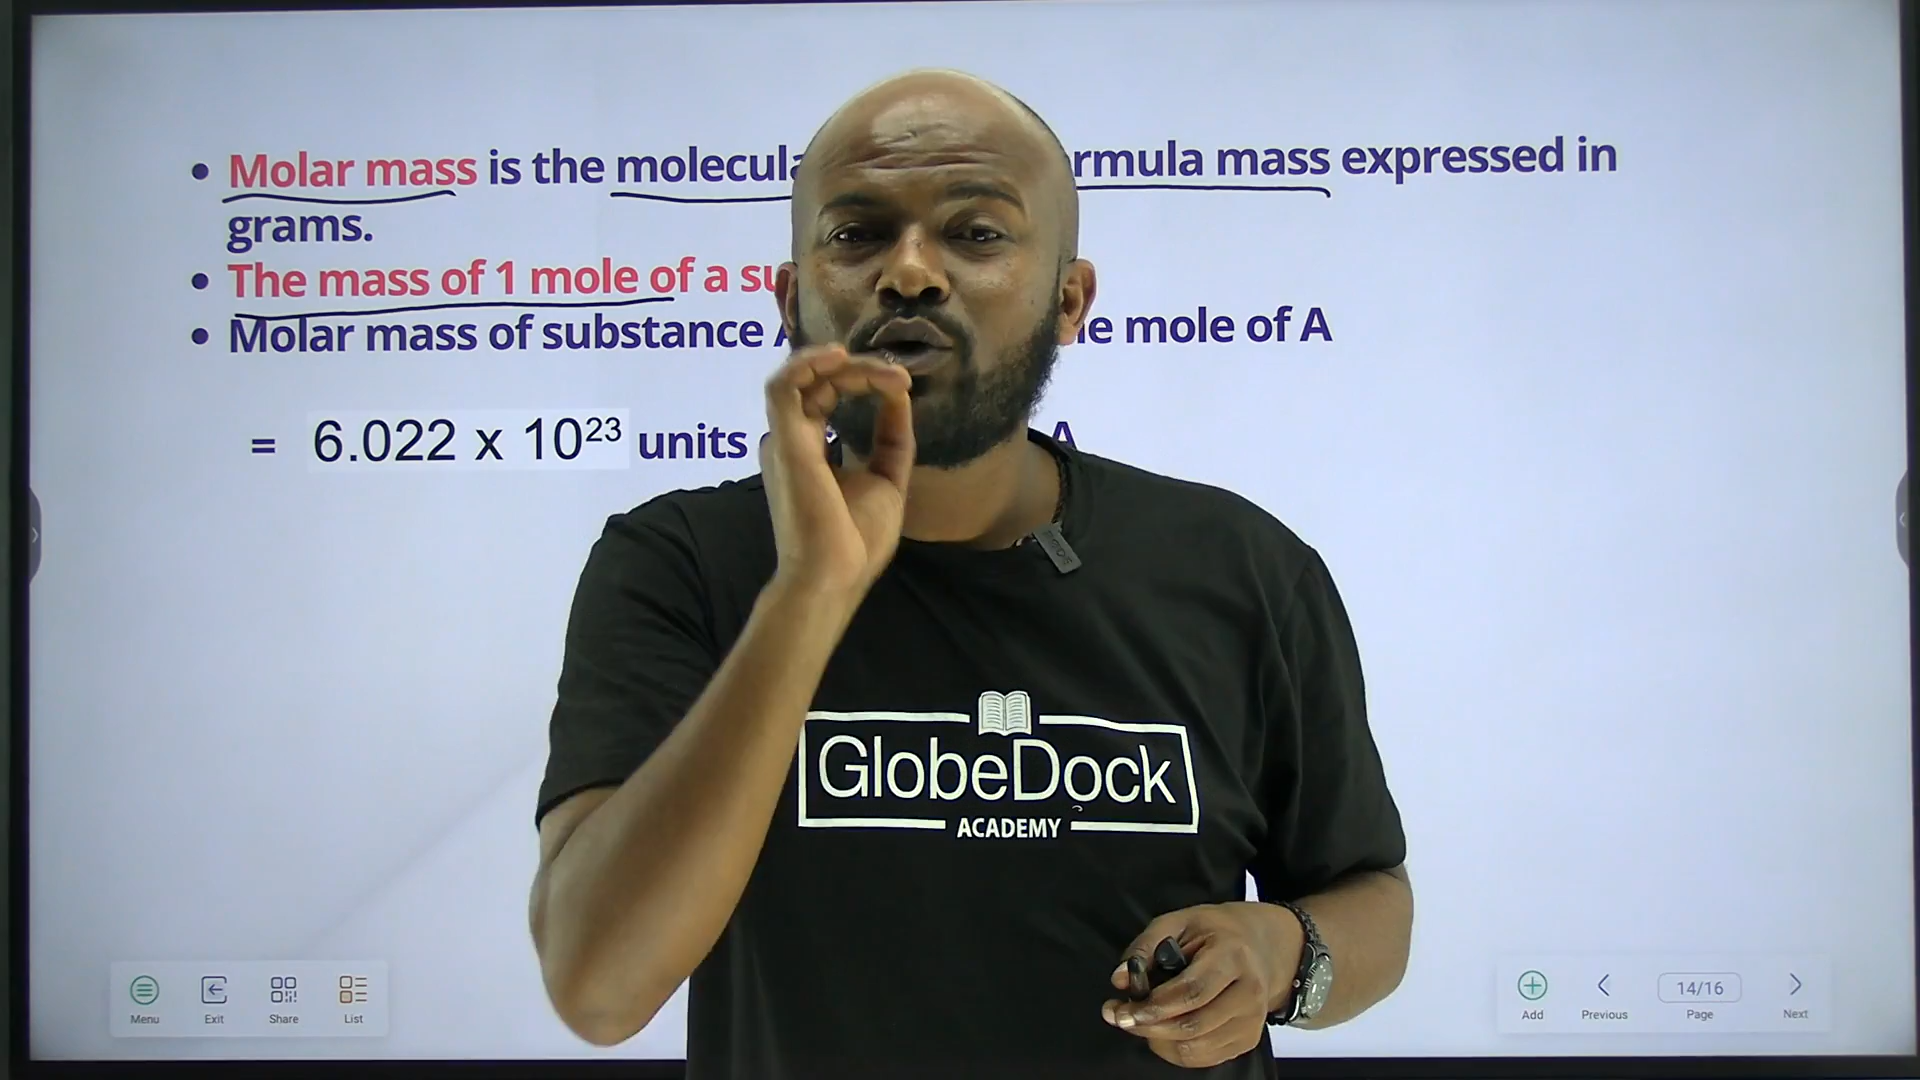 • Molar mass is the molecula rmula mass expressed in
grams.
• The mass of 1 mole of a su
• Molar mass of substance A e mole of A
= 6.022 x 10²³ units A
GlobeDock
ACADEMY
Menu Exit Share List
Add Previous 14/16 Page Next